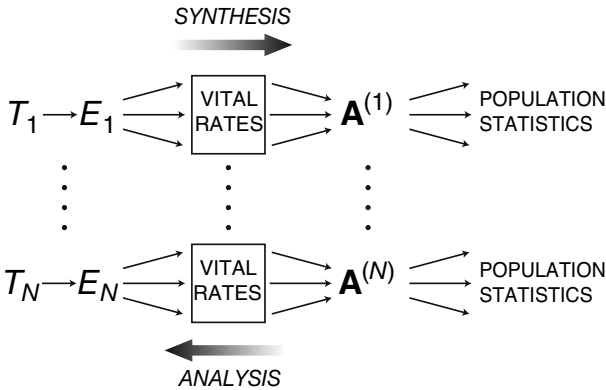 SYNTHESIS
T1 E1 VITAL RATES A(1) POPULATION STATISTICS
TN EN VITAL RATES A(N) POPULATION STATISTICS
ANALYSIS